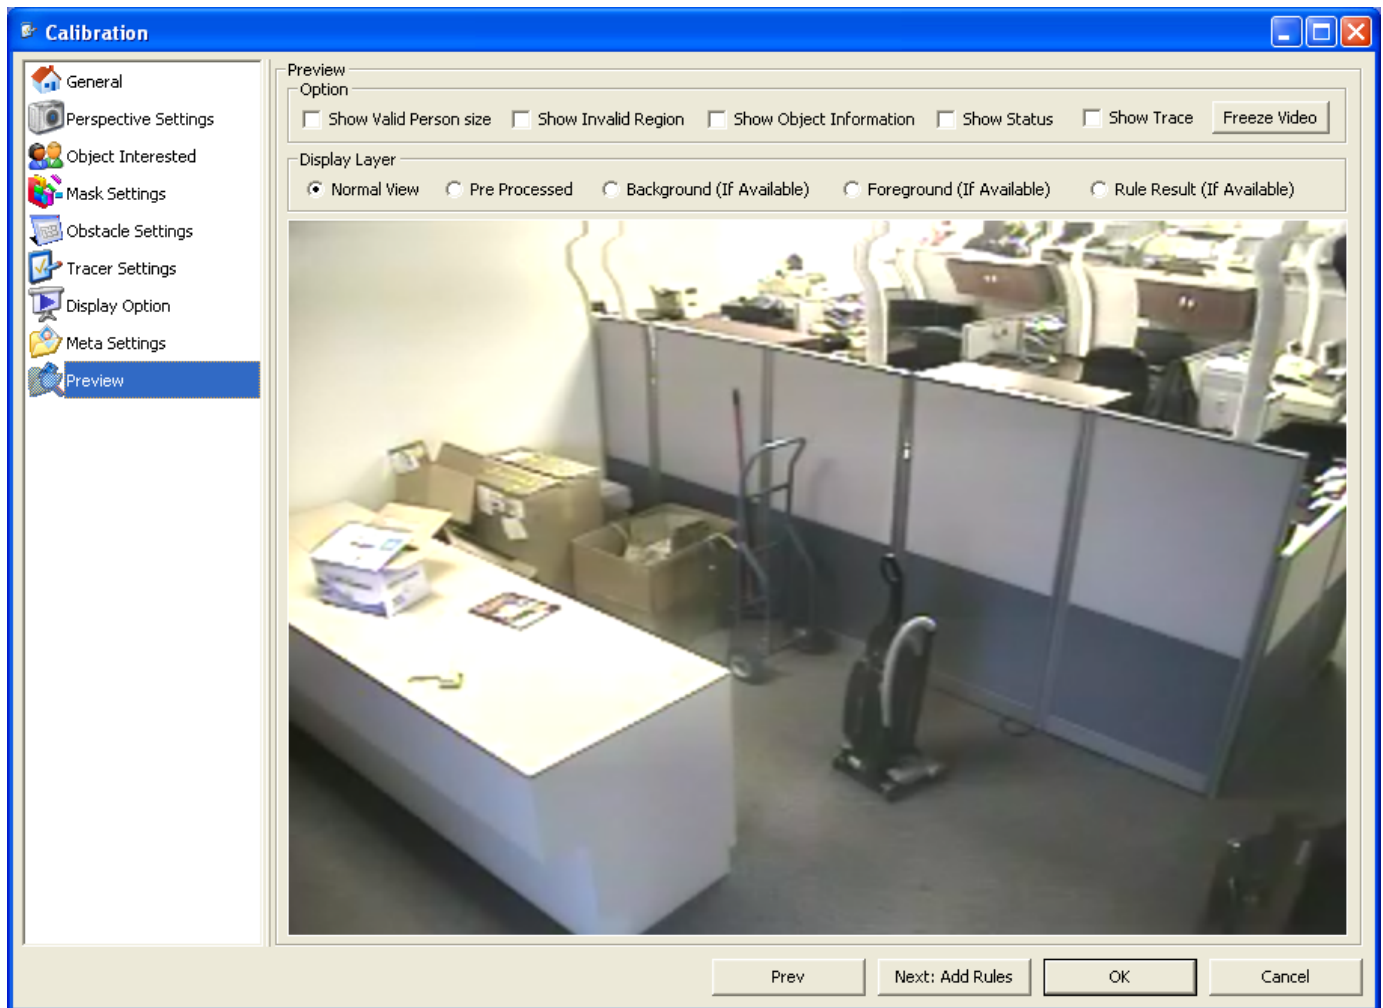 Calibration
General
Perspective Settings
Object Interested
Mask Settings
Obstacle Settings
Tracer Settings
Display Option
Meta Settings
Preview
Preview
Option
Show Valid Person size Show Invalid Region Show Object Information Show Status Show Trace Freeze Video
Display Layer
Normal View Pre Processed Background (If Available) Foreground (If Available) Rule Result (If Available)
Prev Next: Add Rules OK Cancel